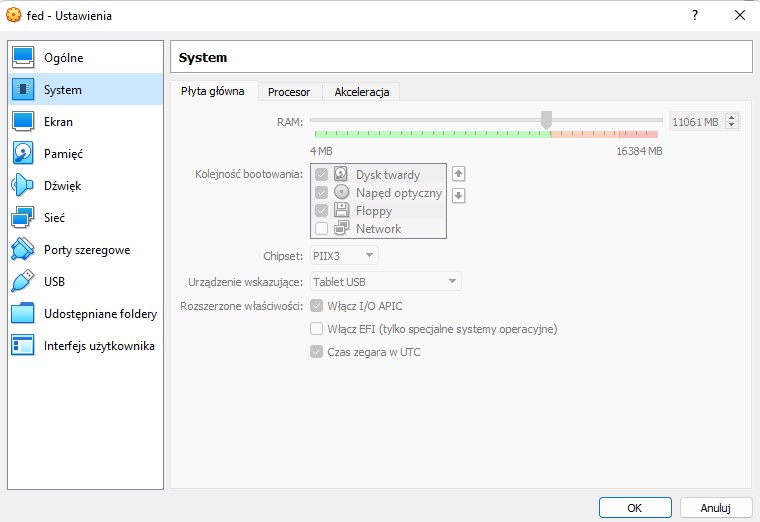 fed - Ustawienia
Ogólne
System
Ekran
Pamięć
Dźwięk
Sieć
Porty szeregowe
USB
Udostępniane foldery
Interfejs użytkownika
System
Płyta główna Procesor Akceleracja
RAM: 11061 MB
4 MB 16384 MB
Kolejność bootowania: Dysk twardy
Napęd optyczny
Floppy
Network
Chipset: PIIX3
Urządzenie wskazujące: Tablet USB
Rozszerzone właściwości: Włącz I/O APIC
Włącz EFI (tylko specjalne systemy operacyjne)
Czas zegara w UTC
OK Anuluj